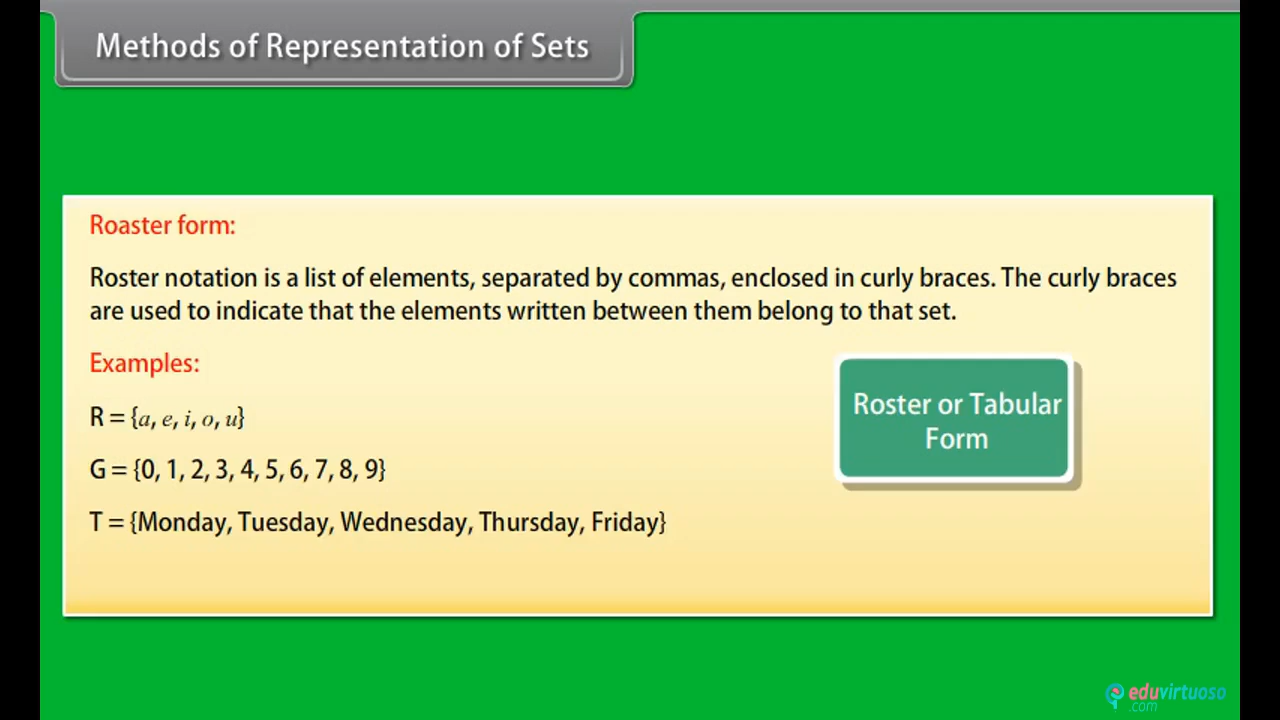 Methods of Representation of Sets
Roaster form:
Roster notation is a list of elements, separated by commas, enclosed in curly braces. The curly braces
are used to indicate that the elements written between them belong to that set.
Examples:
R = {a, e, i, o, u}
G = {0, 1, 2, 3, 4, 5, 6, 7, 8, 9}
T = {Monday, Tuesday, Wednesday, Thursday, Friday}
Roster or Tabular
Form
eduvirtuoso
.com